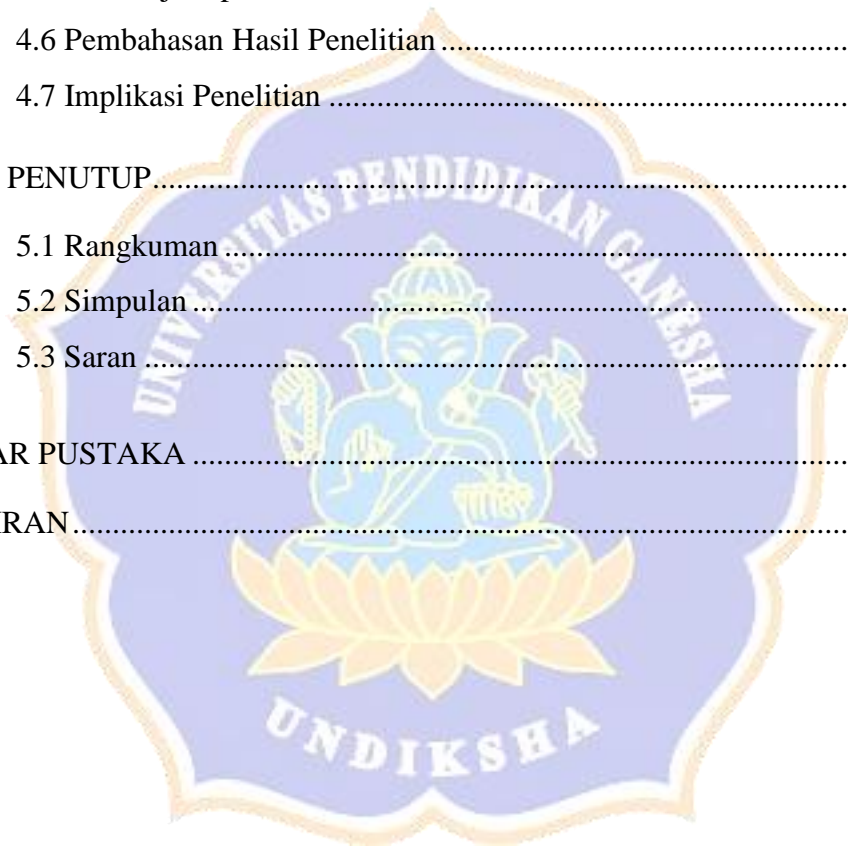 4.6 Pembahasan Hasil Penelitian ........................................................
4.7 Implikasi Penelitian .......................................................................
PENUTUP.............................................................................................
5.1 Rangkuman ....................................................................................
5.2 Simpulan ........................................................................................
5.3 Saran ..............................................................................................
AR PUSTAKA ......................................................................................
IRAN.......................................................................................................
UNIVERSITAS PENDIDIKAN GANESHA
UNDIKSHA